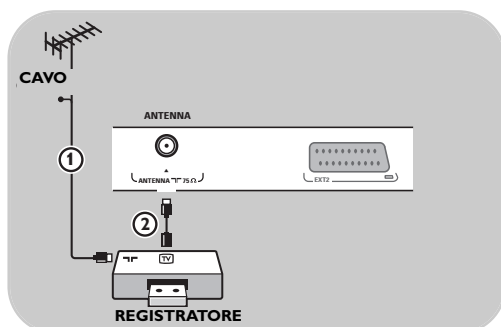 CAVO
ANTENNA
1
ANTENNA 75 Ω
EXT2
2
TV
REGISTRATORE